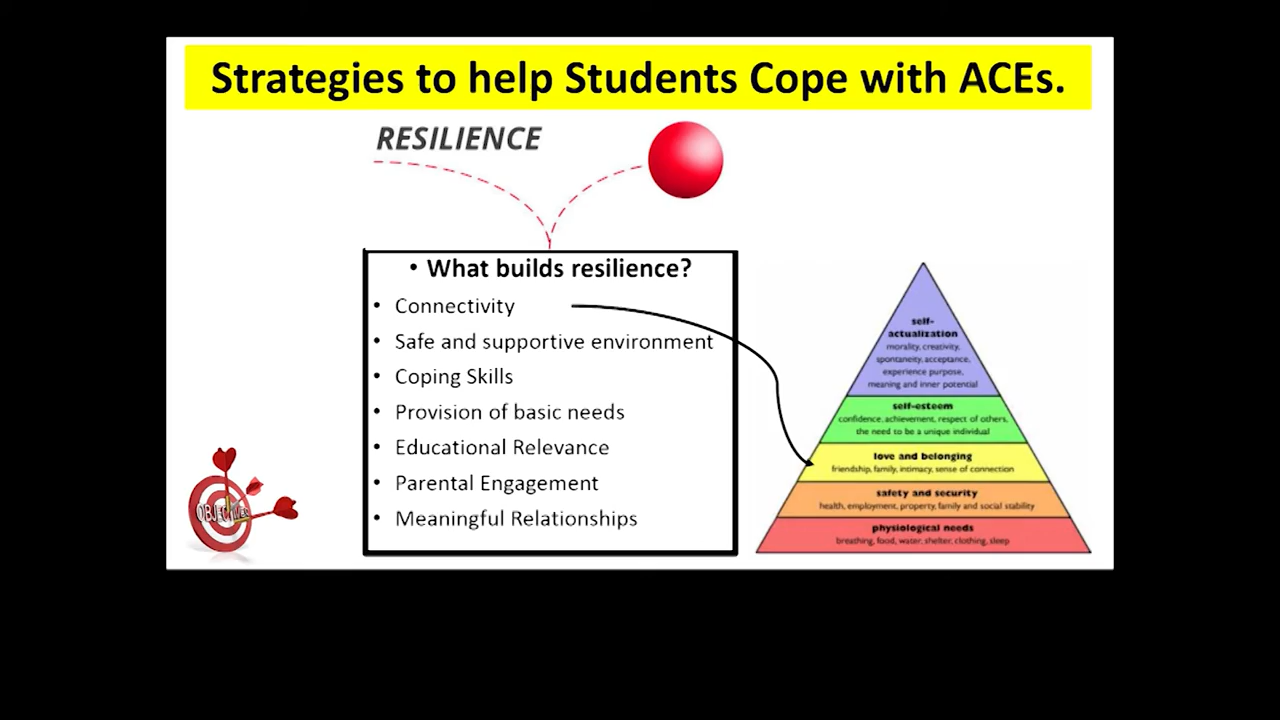 Strategies to help Students Cope with ACEs.
RESILIENCE
• What builds resilience?
• Connectivity
• Safe and supportive environment
• Coping Skills
• Provision of basic needs
• Educational Relevance
• Parental Engagement
• Meaningful Relationships
OBJECTIVES
self-
actualization
morality, creativity,
spontaneity, acceptance,
experience purpose,
meaning and inner potential
self-esteem
confidence, achievement, respect of others,
the need to be a unique individual
love and belonging
friendship, family, intimacy, sense of connection
safety and security
health, employment, property, family and social stability
physiological needs
breathing, food, water, shelter, clothing, sleep